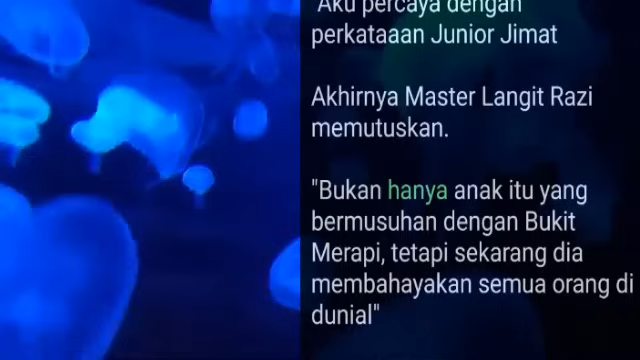 "Aku percaya dengan
perkataaan Junior Jimat
Akhirnya Master Langit Razi
memutuskan.
"Bukan hanya anak itu yang
bermusuhan dengan Bukit
Merapi, tetapi sekarang dia
membahayakan semua orang di
dunial"